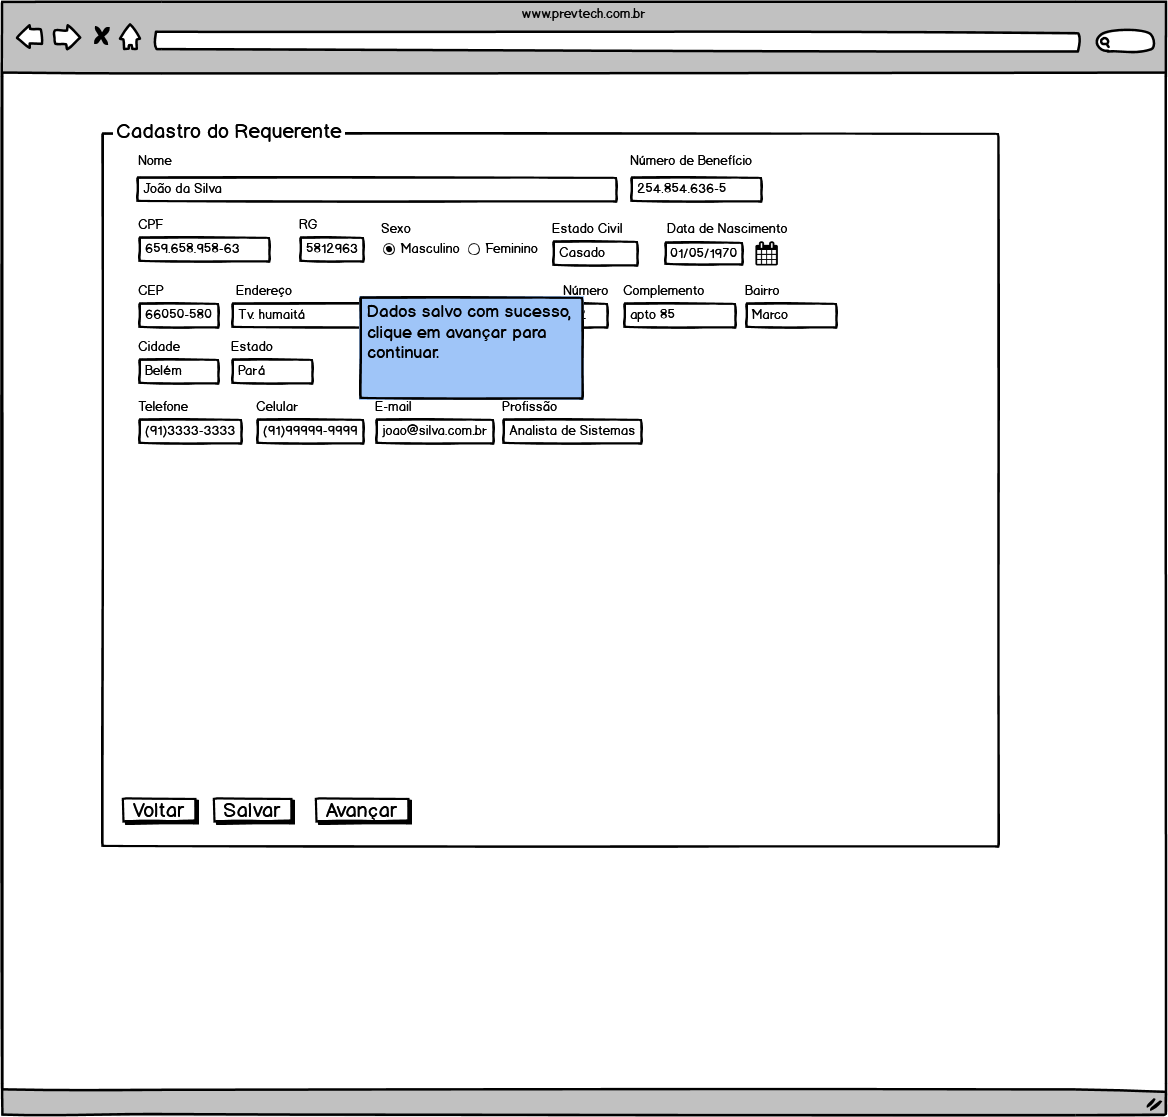 www.prevtech.com.br
Cadastro do Requerente
Nome Número de Benefício
João da Silva 254.854.636-5
CPF RG Sexo Estado Civil Data de Nascimento
659.658.958-63 5812963 Masculino Feminino Casado 01/05/1970
CEP Endereço Número Complemento Bairro
66050-580 Tv. humaitá apto 85 Marco
Dados salvo com sucesso,
clique em avançar para
continuar.
Cidade Estado
Belém Pará
Telefone Celular E-mail Profissão
(91)3333-3333 (91)99999-9999 joao@silva.com.br Analista de Sistemas
Voltar Salvar Avançar